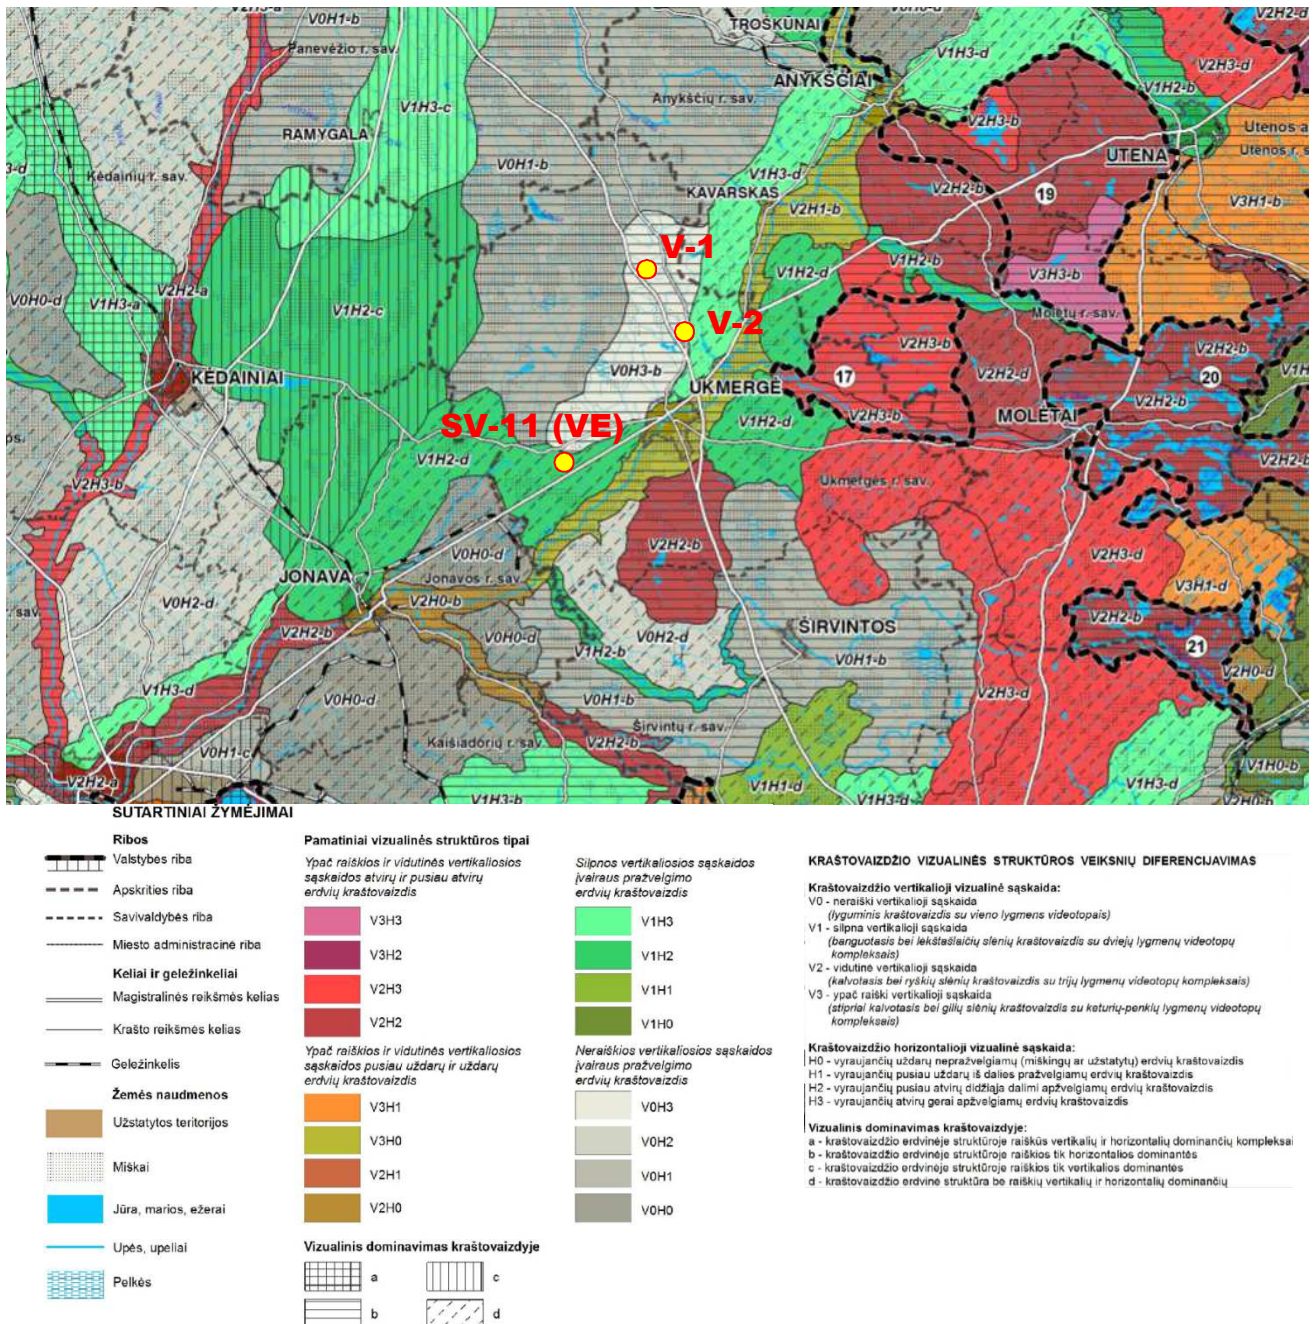 V2H3-a
V0H1-b
Panevėžio r. sav.
TROŠKŪNAI
V0H0-d
V2H2-d
V1H3-d
V2H3-d
ANYKŠČIAI
V1H2-b
V1H3-c
Anykščių r. sav.
V2H3-b
RAMYGALA
Utenos r. s
UTENA
V0H1-b
V1H3-d
Kėdainių r. sav.
KAVARSKAS
V2H2-b
19
V2H1-b
V3H1-b
V-1
V0H0-d
V1H3-a
V2H2-a
V1H2-c
V1H2-d
V1H2-b
V3H3-b
Molėtų r. sav.
V-2
V2H3-b
V2H2-b
KĖDAINIAI
V0H3-b
17
20
UKMERGĖ
V2H2-d
V2H2-b
V2H3-b
MOLĖTAI
SV-11 (VE)
V1H2-d
V1H2-d
V2H3-b
Ukmergės r. sav.
V2H2-b
V0H0-d
V2H2-b
V2H3-d
JONAVA
Jonavos r. sav.
V3H1-d
V0H2-d
V2H0-b
V2H2-b
V0H0-d
V0H2-d
ŠIRVINTOS
V2H2-b
V1H2-b
V0H1-b
21
V1H3-d
V0H0-d
V0H1-b
V2H3-d
V2H0-d
Širvintų r. sav.
V0H1-c
Kaišiadorių r. sav.
V2H2-b
V2H2-a
V1H1-d
V1H3-d
V1H0-b
V1H3-b
V2H0-b
SUTARTINIAI ŽYMĖJIMAI
Ribos
Valstybės riba
Apskrities riba
Savivaldybės riba
Miesto administracinė riba
Keliai ir geležinkeliai
Magistralinės reikšmės kelias
Krašto reikšmės kelias
Geležinkelis
Žemės naudmenos
Užstatytos teritorijos
Miškai
Jūra, marios, ežerai
Upės, upeliai
Pelkės
Pamatiniai vizualinės struktūros tipai
Ypač raiškios ir vidutinės vertikaliosios
sąskaidos atvirų ir pusiau atvirų
erdvių kraštovaizdis
V3H3
V3H2
V2H3
V2H2
Ypač raiškios ir vidutinės vertikaliosios
sąskaidos pusiau uždarų ir uždarų
erdvių kraštovaizdis
V3H1
V3H0
V2H1
V2H0
Vizualinis dominavimas kraštovaizdyje
a
c
b
d
Silpnos vertikaliosios sąskaidos
įvairaus pražvelgimo
erdvių kraštovaizdis
V1H3
V1H2
V1H1
V1H0
Neraiškios vertikaliosios sąskaidos
įvairaus pražvelgimo
erdvių kraštovaizdis
V0H3
V0H2
V0H1
V0H0
KRAŠTOVAIZDŽIO VIZUALINĖS STRUKTŪROS VEIKSNIŲ DIFERENCIJAVIMAS
Kraštovaizdžio vertikalioji vizualinė sąskaida:
V0 - neraiški vertikalioji sąskaida
(lyguminis kraštovaizdis su vieno lygmens videotopais)
V1 - silpna vertikalioji sąskaida
(banguotasis bei lėkštašlaičių slėnių kraštovaizdis su dviejų lygmenų videotopų
kompleksais)
V2 - vidutinė vertikalioji sąskaida
(kalvotasis bei ryškių slėnių kraštovaizdis su trijų lygmenų videotopų kompleksais)
V3 - ypač raiški vertikalioji sąskaida
(stipriai kalvotasis bei gilių slėnių kraštovaizdis su keturių-penkių lygmenų videotopų
kompleksais)
Kraštovaizdžio horizontalioji vizualinė sąskaida:
H0 - vyraujančių uždarų nepražvelgiamų (miškingų ar užstatytų) erdvių kraštovaizdis
H1 - vyraujančių pusiau uždarų iš dalies pražvelgiamų erdvių kraštovaizdis
H2 - vyraujančių pusiau atvirų didžiąja dalimi apžvelgiamų erdvių kraštovaizdis
H3 - vyraujančių atvirų gerai apžvelgiamų erdvių kraštovaizdis
Vizualinis dominavimas kraštovaizdyje:
a - kraštovaizdžio erdvinėje struktūroje raiškūs vertikalių ir horizontalių dominančių kompleksai
b - kraštovaizdžio erdvinėje struktūroje raiškios tik horizontalios dominantės
c - kraštovaizdžio erdvinėje struktūroje raiškios tik vertikalios dominantės
d - kraštovaizdžio erdvinė struktūra be raiškių vertikalių ir horizontalių dominančių